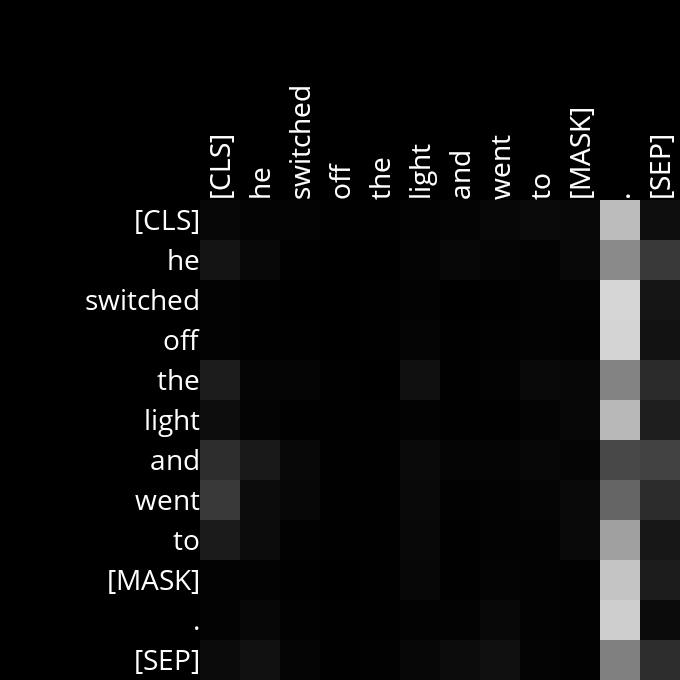 [CLS] he switched off the light and went to [MASK] . [SEP]
[CLS]
he
switched
off
the
light
and
went
to
[MASK]
.
[SEP]